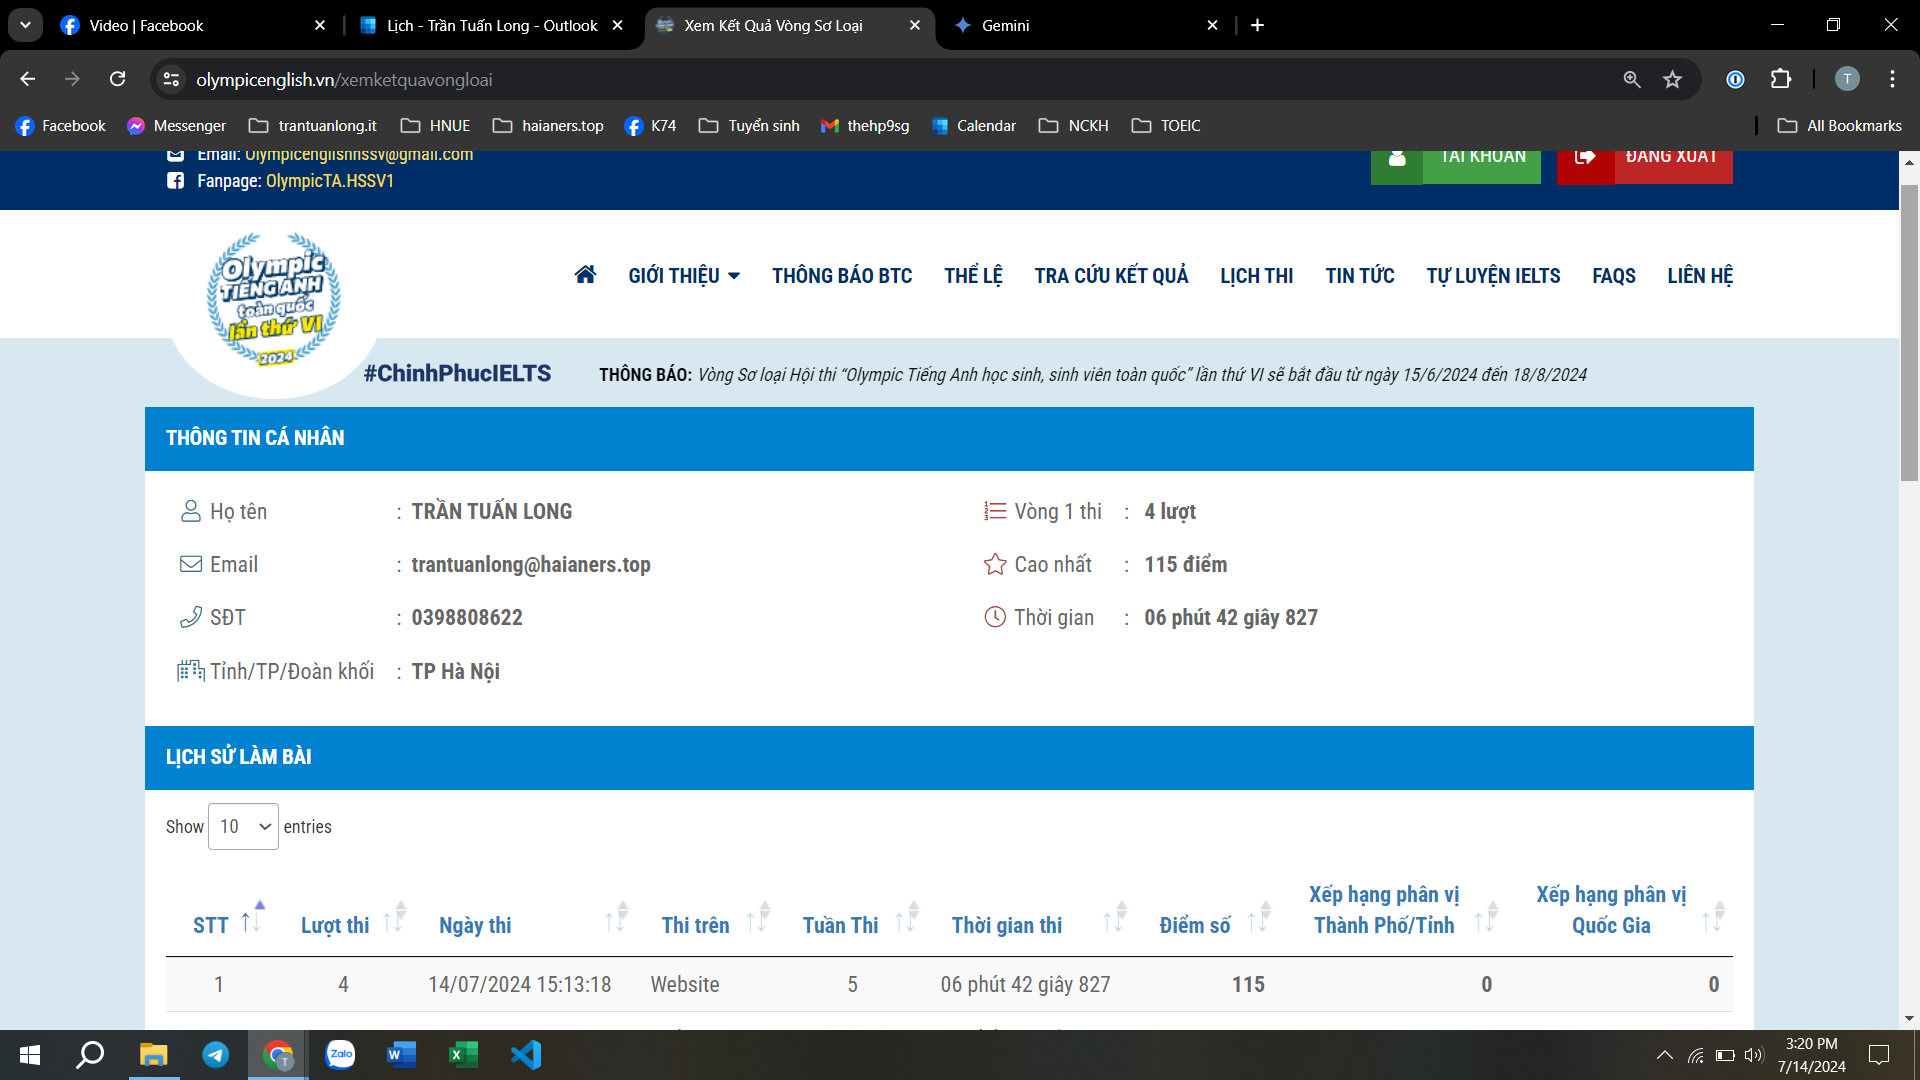 Video | Facebook
Lịch - Trần Tuấn Long - Outlook
Xem Kết Quả Vòng Sơ Loại
Gemini
olympicenglish.vn/xemketquavongloai
T
Facebook
Messenger
trantuanlong.it
HNUE
haianers.top
K74
Tuyển sinh
thehp9sg
Calendar
NCKH
TOEIC
All Bookmarks
Email: Olympicenglishhssv@gmail.com
TÀI KHOẢN
ĐĂNG XUẤT
Fanpage: OlympicTA.HSSV1
Olympic
TIẾNG ANH
toàn quốc
lần thứ VI
2024
GIỚI THIỆU
THÔNG BÁO BTC
THỂ LỆ
TRA CỨU KẾT QUẢ
LỊCH THI
TIN TỨC
TỰ LUYỆN IELTS
FAQS
LIÊN HỆ
#ChinhPhucIELTS
THÔNG BÁO: Vòng Sơ loại Hội thi “Olympic Tiếng Anh học sinh, sinh viên toàn quốc” lần thứ VI sẽ bắt đầu từ ngày 15/6/2024 đến 18/8/2024
THÔNG TIN CÁ NHÂN
Họ tên : TRẦN TUẤN LONG
Vòng 1 thi : 4 lượt
Email : trantuanlong@haianers.top
Cao nhất : 115 điểm
SĐT : 0398808622
Thời gian : 06 phút 42 giây 827
Tỉnh/TP/Đoàn khối : TP Hà Nội
LỊCH SỬ LÀM BÀI
Show 10 entries
STT
Lượt thi
Ngày thi
Thi trên
Tuần Thi
Thời gian thi
Điểm số
Xếp hạng phân vị
Thành Phố/Tỉnh
Xếp hạng phân vị
Quốc Gia
1 4 14/07/2024 15:13:18 Website 5 06 phút 42 giây 827 115 0 0
T
Zalo
3:20 PM
7/14/2024